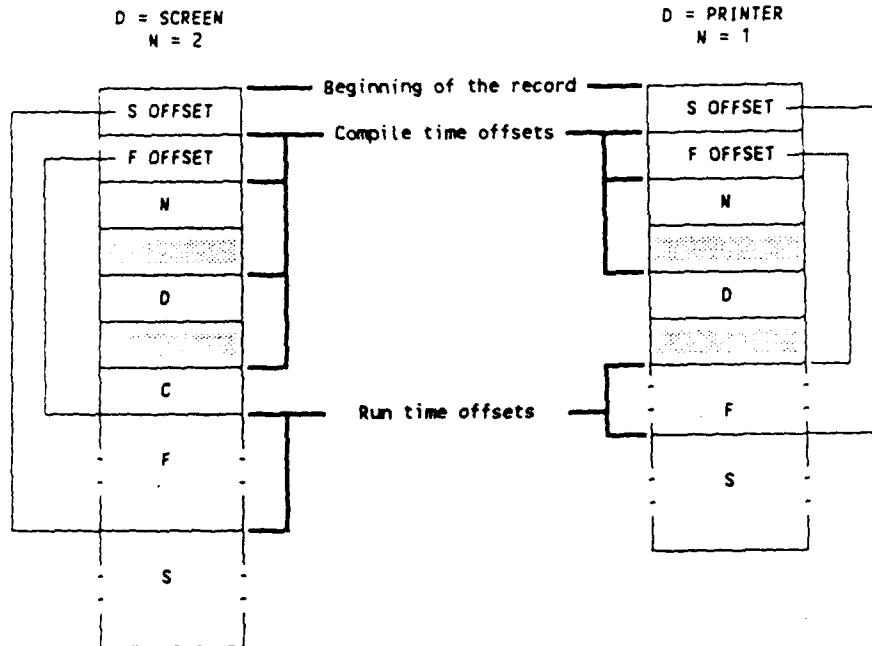 D = SCREEN
N = 2
D = PRINTER
N = 1
Beginning of the record
S OFFSET
S OFFSET
Compile time offsets
F OFFSET
F OFFSET
N
N
D
D
C
Run time offsets
F
F
S
S